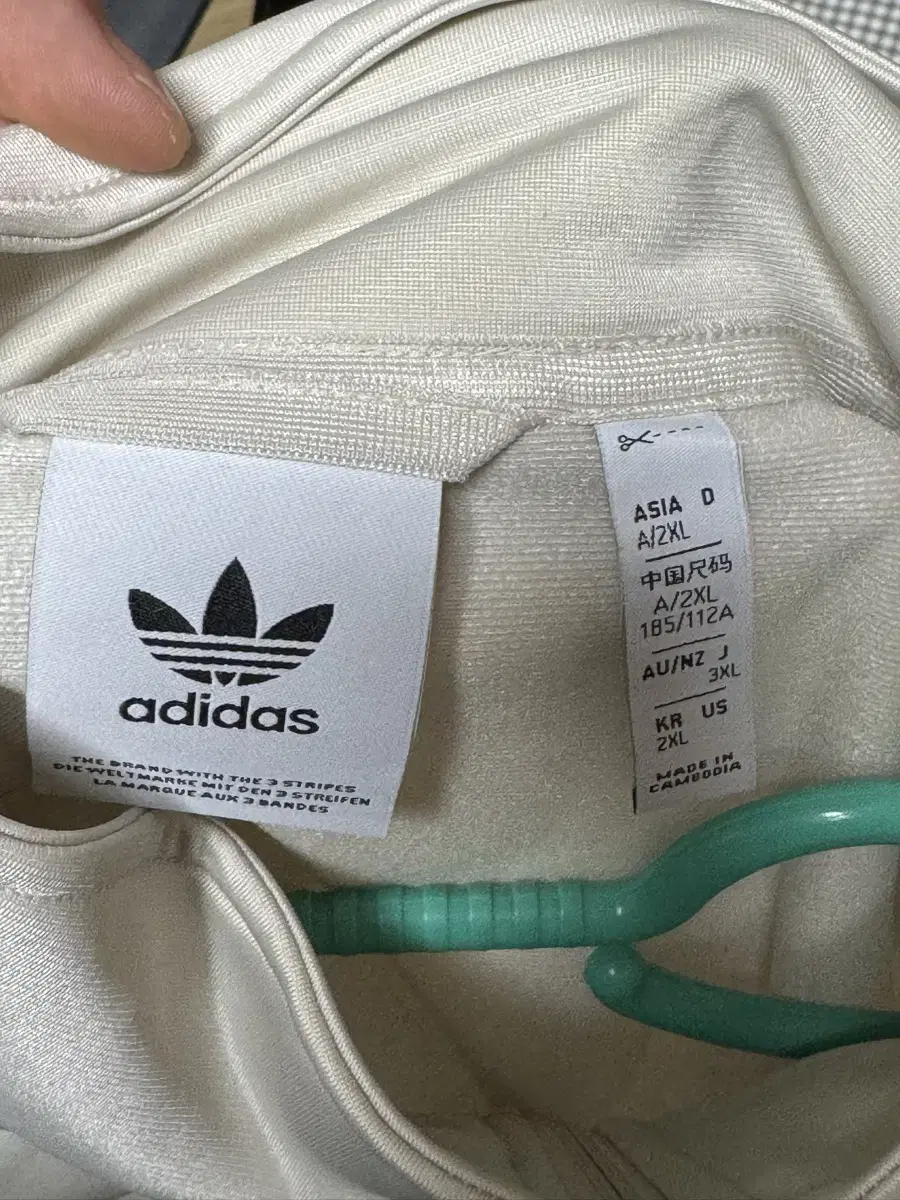 adidas
THE BRAND WITH THE 3 STRIPES
DIE WELTMARKE MIT DEN 3 STREIFEN
LA MARQUE AUX 3 BANDES
ASIA D
A/2XL
中国尺码
A/2XL
185/112A
AU/NZ J
3XL
KR US
2XL
MADE IN
CAMBODIA